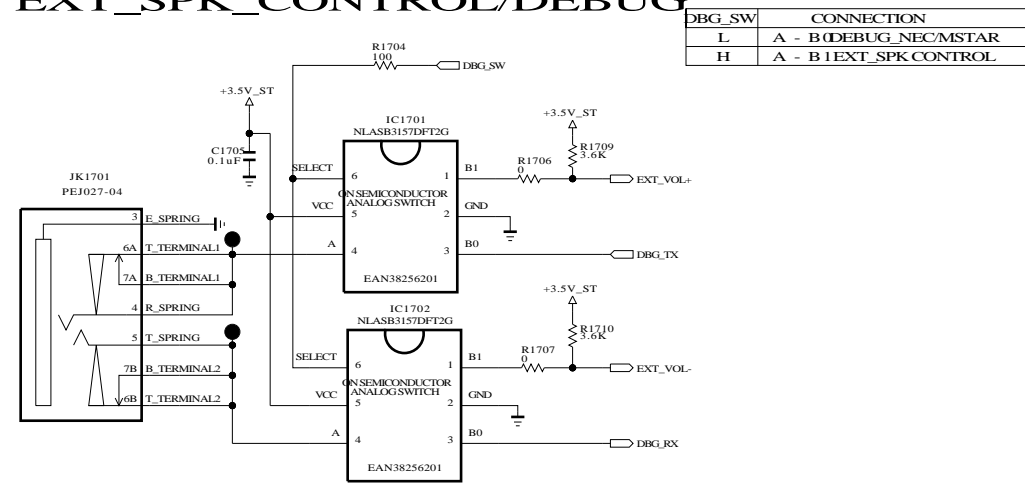 EXT_SPK_CONTROL/DEBUG
DBG_SW CONNECTION
L A - B0DEBUG_NEC/MSTAR
H A - B1EXT_SPK CONTROL
R1704
100
DBG_SW
+3.5V_ST
C1705
0.1uF
IC1701
NLASB3157DFT2G
SELECT 6
VCC 5
A 4
ON SEMICONDUCTOR
ANALOG SWITCH
1 B1
2 GND
3 B0
EAN38256201
+3.5V_ST
R1709
3.6K
R1706
0
EXT_VOL+
DBG_TX
JK1701
PEJ027-04
3 E_SPRING
6A T_TERMINAL1
7A B_TERMINAL1
4 R_SPRING
5 T_SPRING
7B B_TERMINAL2
6B T_TERMINAL2
IC1702
NLASB3157DFT2G
SELECT 6
VCC 5
A 4
ON SEMICONDUCTOR
ANALOG SWITCH
1 B1
2 GND
3 B0
EAN38256201
+3.5V_ST
R1710
3.6K
R1707
0
EXT_VOL-
DBG_RX